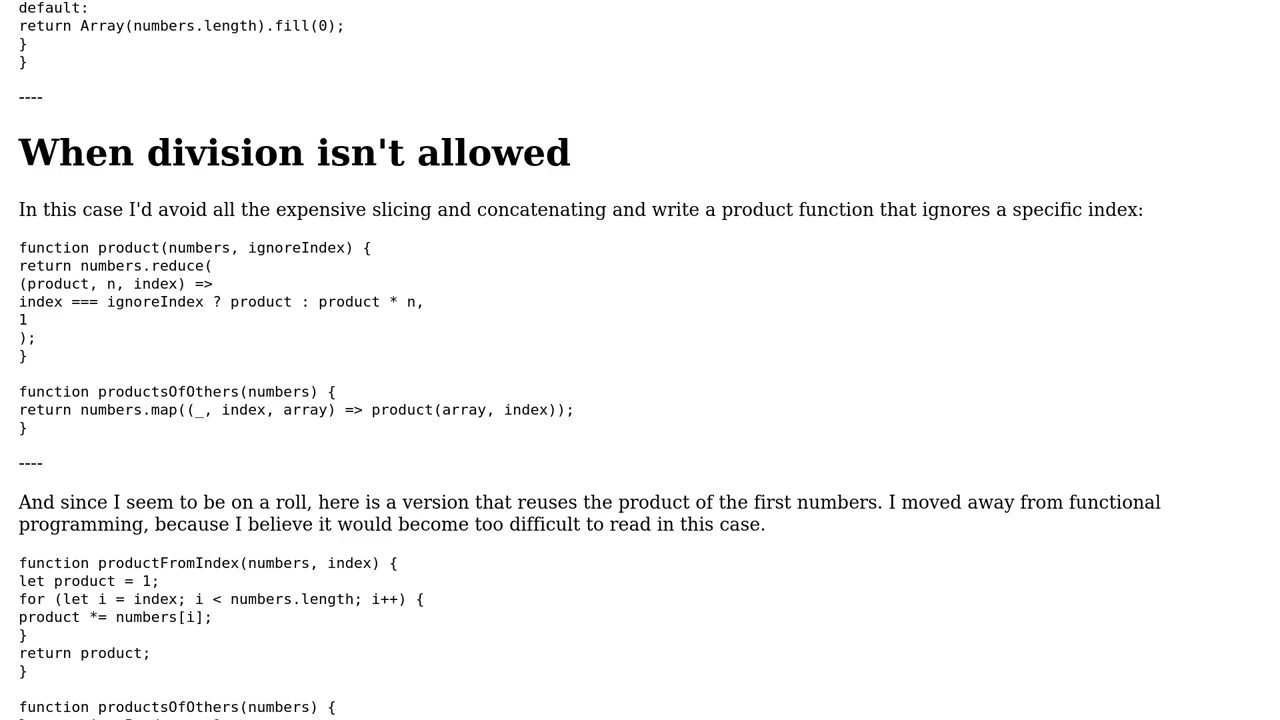 default:
return Array(numbers.length).fill(0);
}
}
----
When division isn't allowed
In this case I'd avoid all the expensive slicing and concatenating and write a product function that ignores a specific index:
function product(numbers, ignoreIndex) {
return numbers.reduce(
(product, n, index) =>
index === ignoreIndex ? product : product * n,
1
);
}
function productsOfOthers(numbers) {
return numbers.map((_, index, array) => product(array, index));
}
----
And since I seem to be on a roll, here is a version that reuses the product of the first numbers. I moved away from functional
programming, because I believe it would become too difficult to read in this case.
function productFromIndex(numbers, index) {
let product = 1;
for (let i = index; i < numbers.length; i++) {
product *= numbers[i];
}
return product;
}
function productsOfOthers(numbers) {